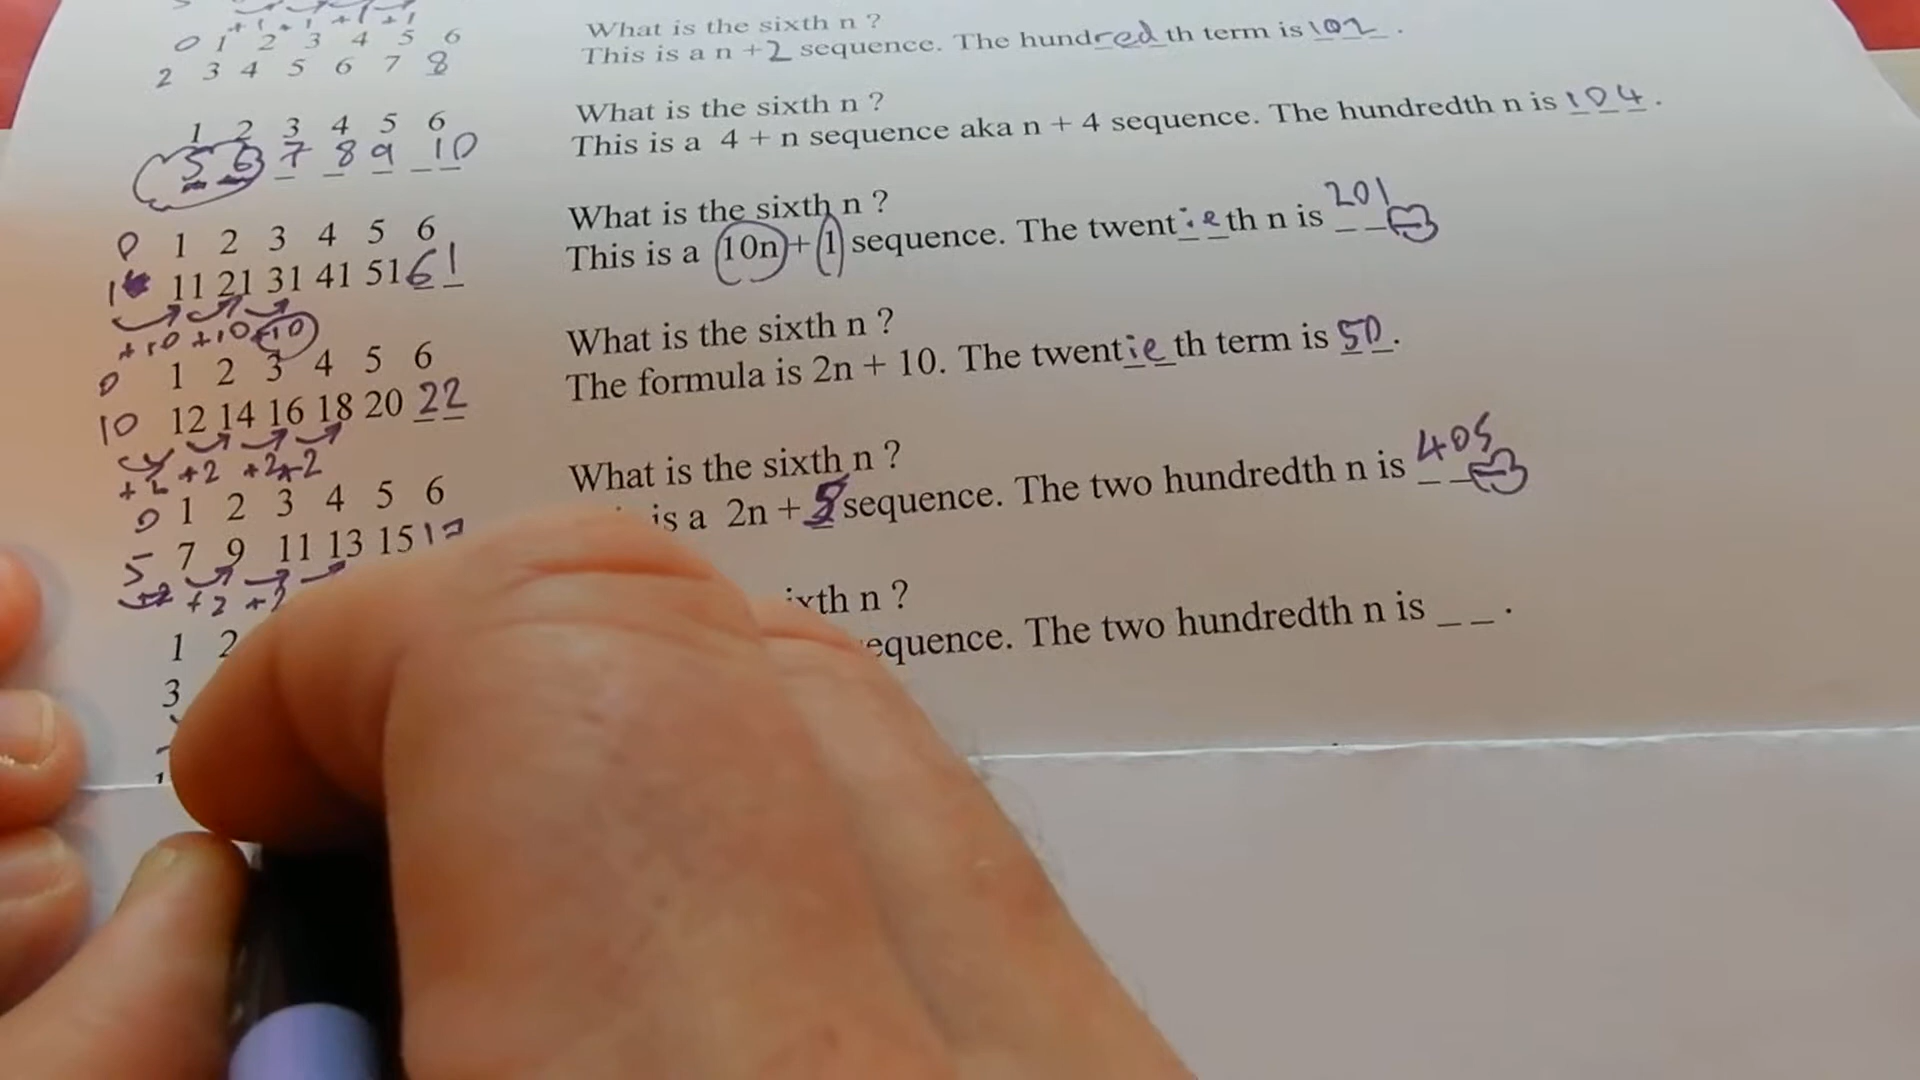 +1 +1 +1 +1
0 1 2 3 4 5 6
2 3 4 5 6 7 8
What is the sixth n ?
This is a n + 2 sequence. The hundredth term is 102.
1 2 3 4 5 6
5 6 7 8 9 10
What is the sixth n ?
This is a 4 + n sequence aka n + 4 sequence. The hundredth n is 104.
0 1 2 3 4 5 6
1 11 21 31 41 51 61
+10 +10 +10
What is the sixth n ?
This is a 10n + 1 sequence. The twentieth n is 201
0 1 2 3 4 5 6
10 12 14 16 18 20 22
+2 +2 +2 +2
What is the sixth n ?
The formula is 2n + 10. The twentieth term is 50.
0 1 2 3 4 5 6
5 7 9 11 13 15
+2 +2 +2
What is the sixth n ?
is a 2n + 5 sequence. The two hundredth n is 405
1 2
3
n ?
The two hundredth n is _ _ .